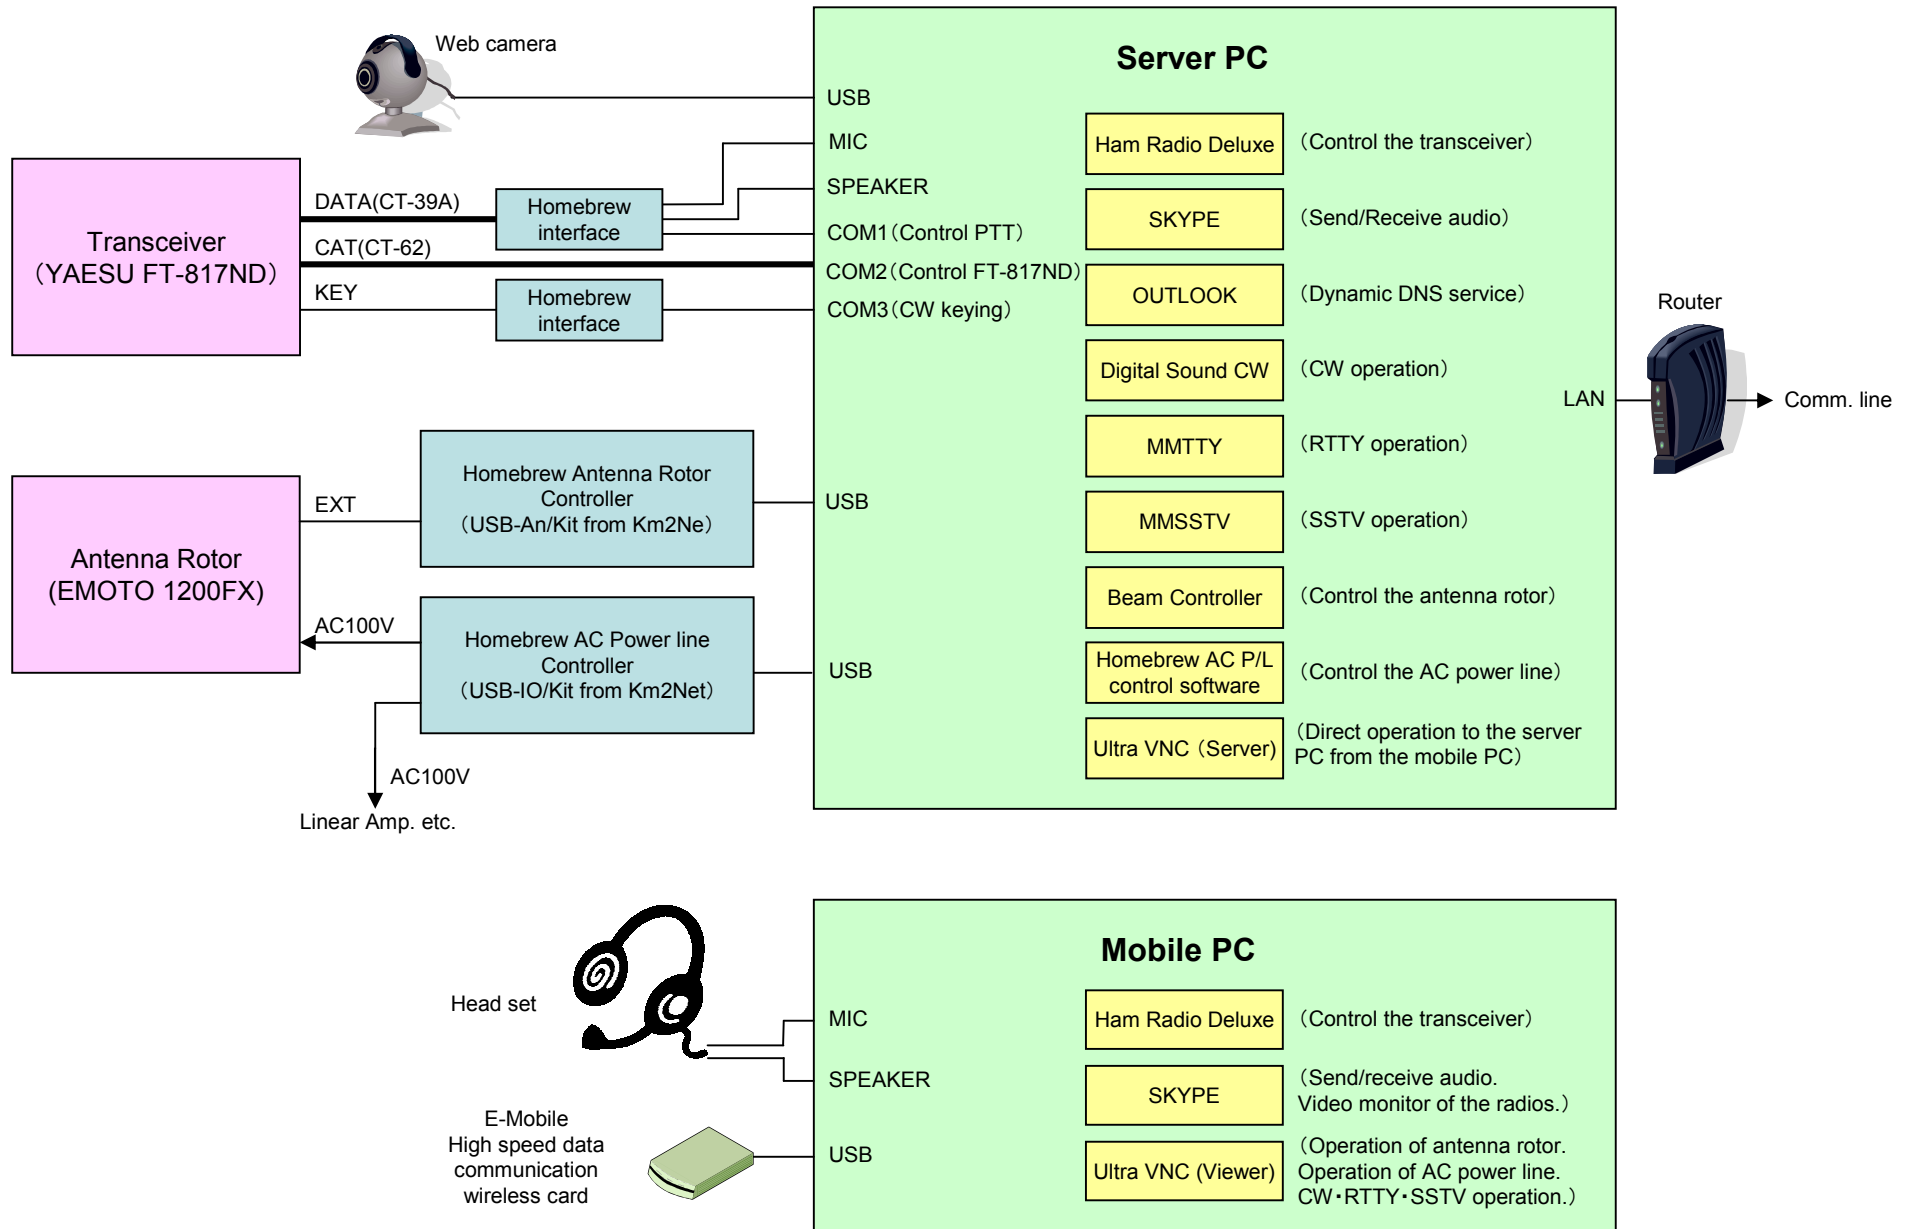 Web camera
Server PC
USB
MIC
SPEAKER
COM1（Control PTT）
COM2（Control FT-817ND）
COM3（CW keying）
Transceiver
（YAESU FT-817ND）
DATA(CT-39A)
CAT(CT-62)
KEY
Homebrew
interface
Homebrew
interface
Ham Radio Deluxe
（Control the transceiver）
SKYPE
（Send/Receive audio）
OUTLOOK
（Dynamic DNS service）
Digital Sound CW
（CW operation）
MMTTY
（RTTY operation）
MMSSTV
（SSTV operation）
Beam Controller
（Control the antenna rotor）
Homebrew AC P/L
control software
（Control the AC power line）
Ultra VNC（Server)
（Direct operation to the server
PC from the mobile PC）
LAN
Router
Comm. line
Antenna Rotor
(EMOTO 1200FX)
EXT
AC100V
Homebrew Antenna Rotor
Controller
（USB-An/Kit from Km2Ne）
USB
Homebrew AC Power line
Controller
（USB-IO/Kit from Km2Net）
USB
AC100V
Linear Amp. etc.
Mobile PC
Head set
MIC
SPEAKER
USB
E-Mobile
High speed data
communication
wireless card
Ham Radio Deluxe
（Control the transceiver）
SKYPE
（Send/receive audio.
Video monitor of the radios.）
Ultra VNC (Viewer)
（Operation of antenna rotor.
Operation of AC power line.
CW・RTTY・SSTV operation.）